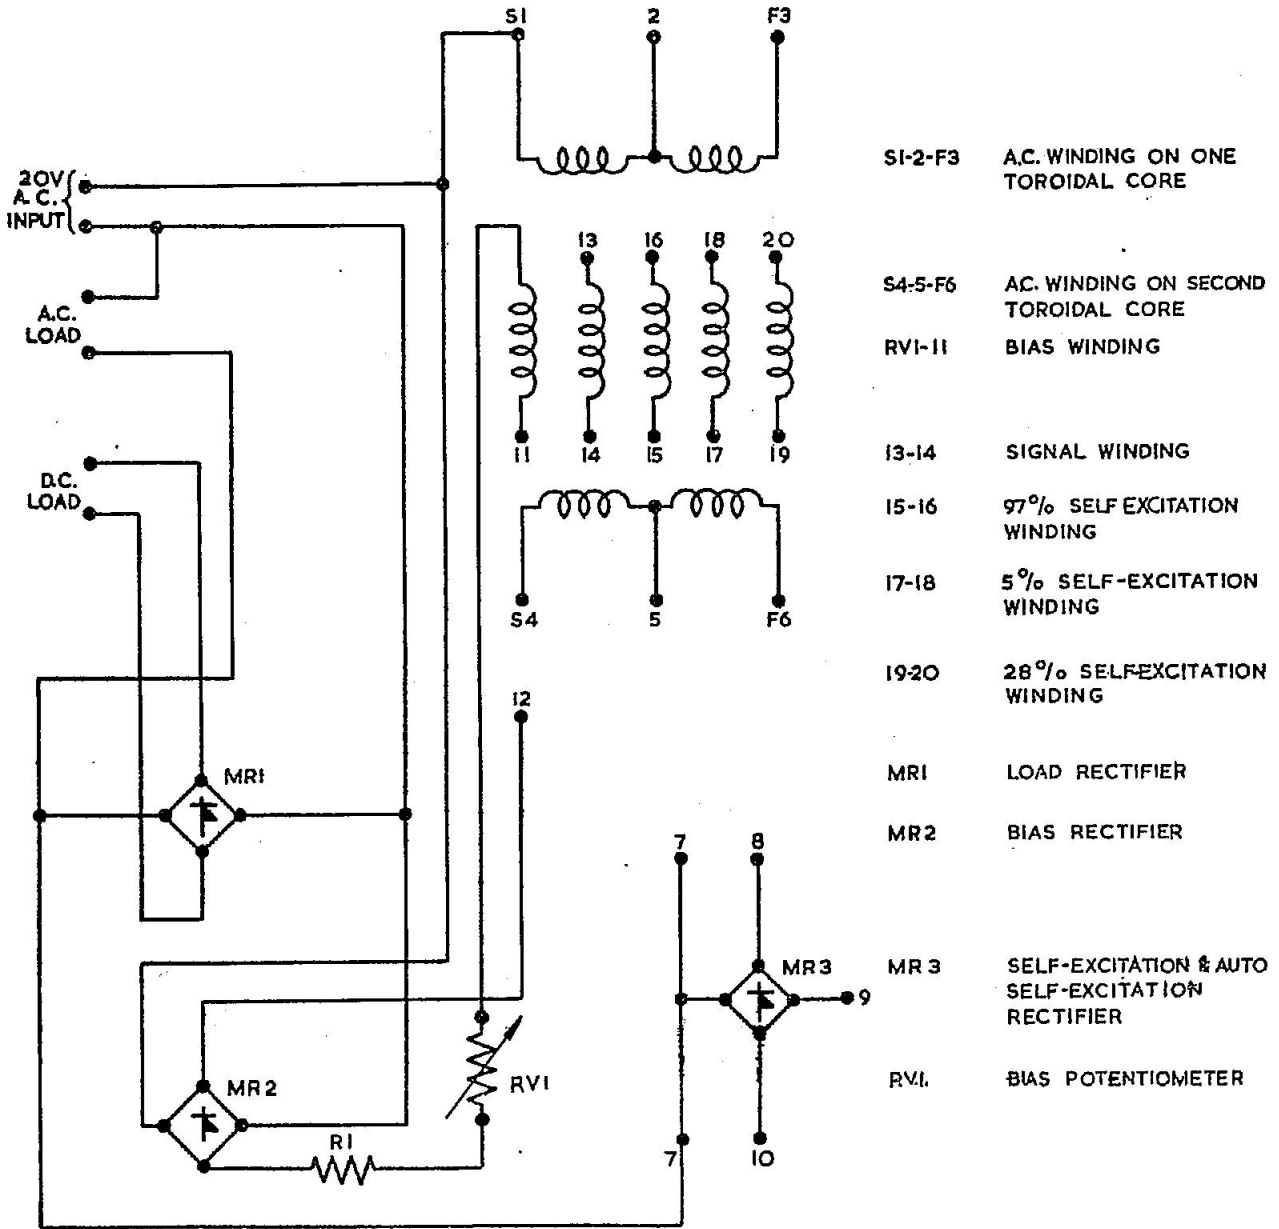 S1 2 F3
20V
A.C.
INPUT
A.C.
LOAD
D.C.
LOAD
13 16 18 20
11 14 15 17 19
S4 5 F6
12
MR1
7 8
MR3
9
MR2
RV1
R1
7 10
S1-2-F3 A.C. WINDING ON ONE
TOROIDAL CORE
S4-5-F6 A.C. WINDING ON SECOND
TOROIDAL CORE
RV1-11 BIAS WINDING
13-14 SIGNAL WINDING
15-16 97% SELF EXCITATION
WINDING
17-18 5% SELF-EXCITATION
WINDING
19-20 28% SELF-EXCITATION
WINDING
MR1 LOAD RECTIFIER
MR2 BIAS RECTIFIER
MR3 SELF-EXCITATION & AUTO
SELF-EXCITATION
RECTIFIER
RV1. BIAS POTENTIOMETER